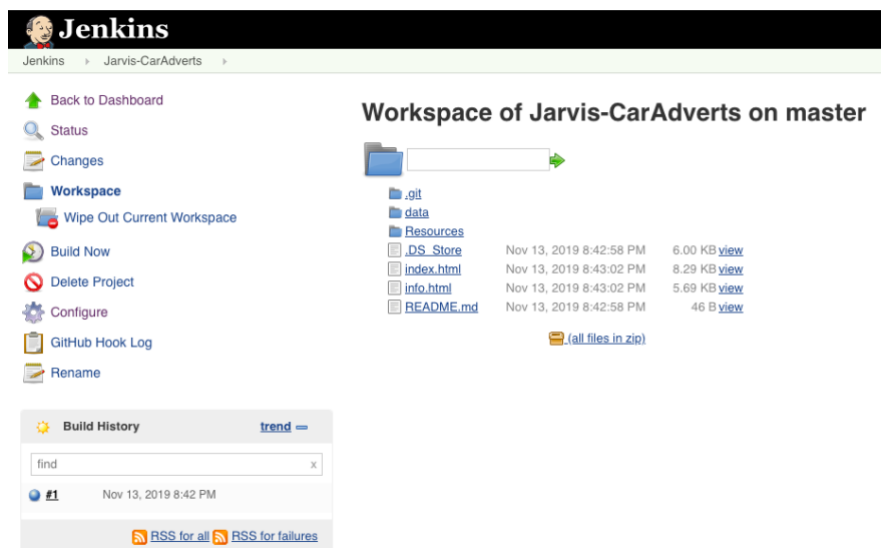 Jenkins
Jenkins Jarvis-CarAdverts
Back to Dashboard
Status
Changes
Workspace
Wipe Out Current Workspace
Build Now
Delete Project
Configure
GitHub Hook Log
Rename
Build History trend
find x
#1 Nov 13, 2019 8:42 PM
RSS for all RSS for failures
Workspace of Jarvis-CarAdverts on master
.git
data
Resources
.DS_Store Nov 13, 2019 8:42:58 PM 6.00 KB view
index.html Nov 13, 2019 8:43:02 PM 8.29 KB view
info.html Nov 13, 2019 8:43:02 PM 5.69 KB view
README.md Nov 13, 2019 8:42:58 PM 46 B view
(all files in zip)